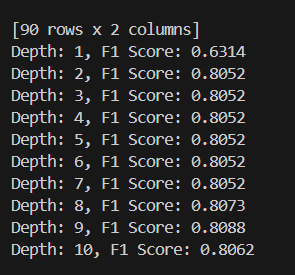 [90 rows x 2 columns]
Depth: 1, F1 Score: 0.6314
Depth: 2, F1 Score: 0.8052
Depth: 3, F1 Score: 0.8052
Depth: 4, F1 Score: 0.8052
Depth: 5, F1 Score: 0.8052
Depth: 6, F1 Score: 0.8052
Depth: 7, F1 Score: 0.8052
Depth: 8, F1 Score: 0.8073
Depth: 9, F1 Score: 0.8088
Depth: 10, F1 Score: 0.8062